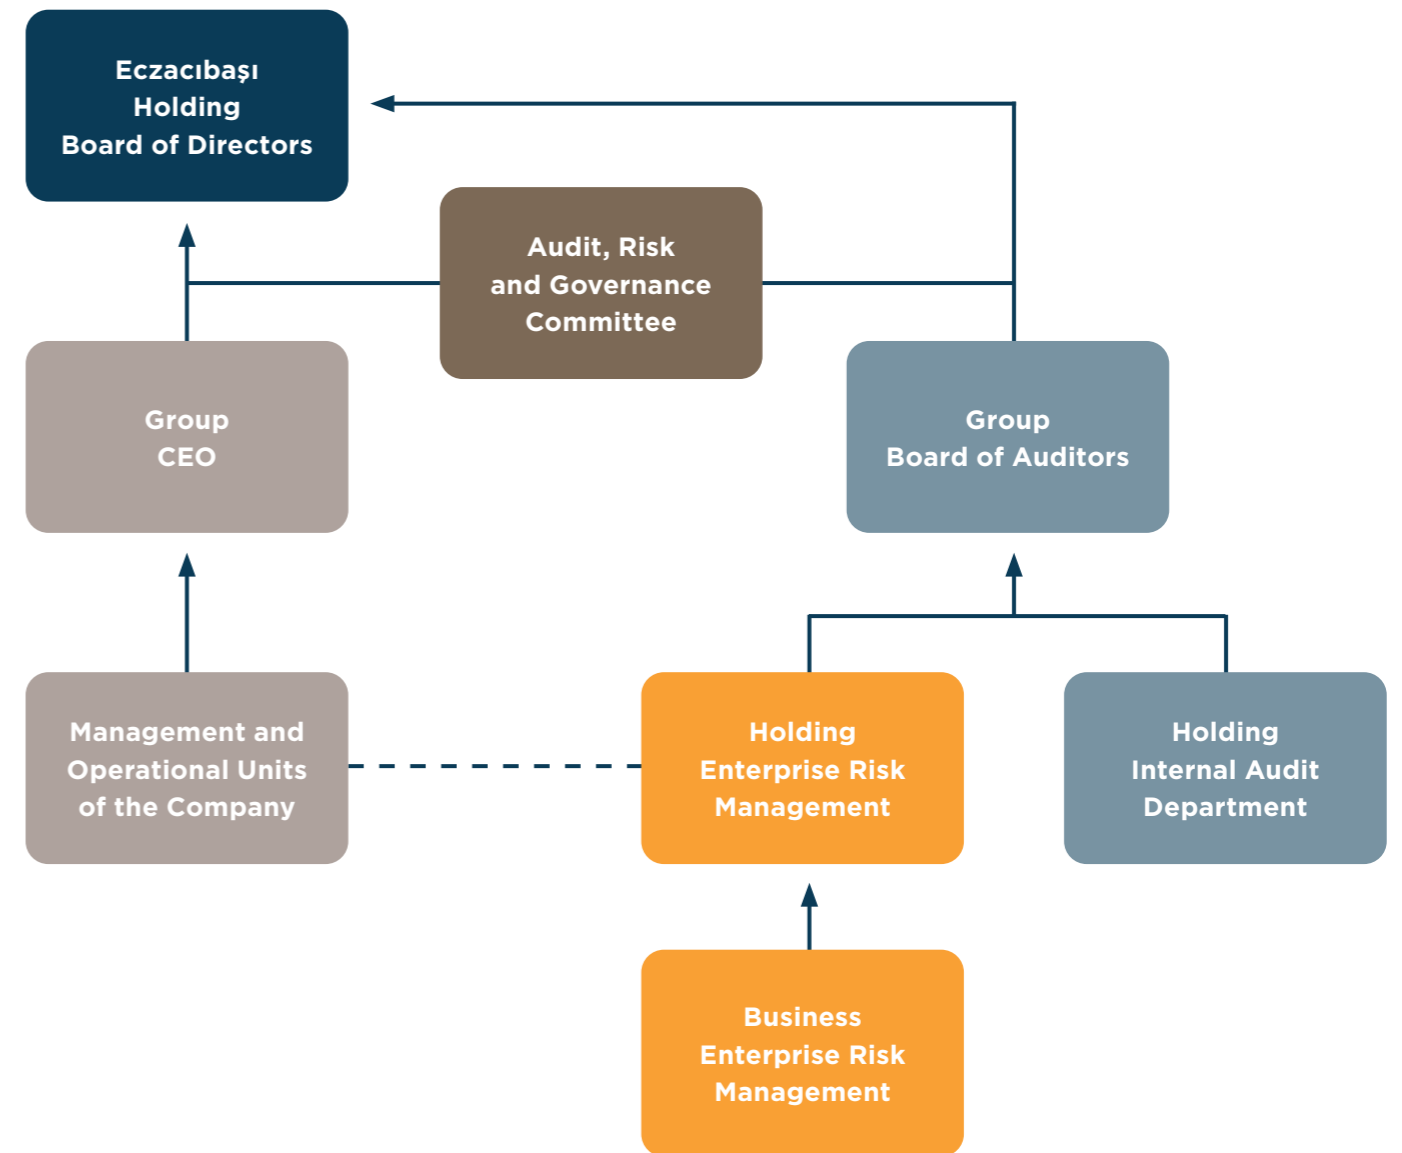 Eczacıbaşı
Holding
Board of Directors
Audit, Risk
and Governance
Committee
Group
CEO
Group
Board of Auditors
Management and
Operational Units
of the Company
Holding
Enterprise Risk
Management
Holding
Internal Audit
Department
Business
Enterprise Risk
Management